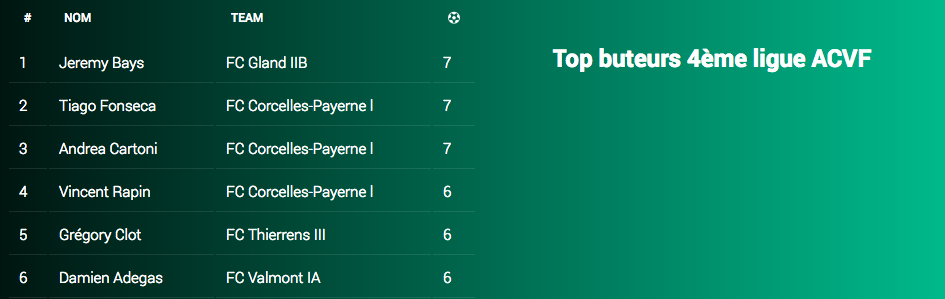 # NOM TEAM
1 Jeremy Bays FC Gland IIB 7
2 Tiago Fonseca FC Corcelles-Payerne I 7
3 Andrea Cartoni FC Corcelles-Payerne I 7
4 Vincent Rapin FC Corcelles-Payerne I 6
5 Grégory Clot FC Thierrens III 6
6 Damien Adegas FC Valmont IA 6
Top buteurs 4ème ligue ACVF